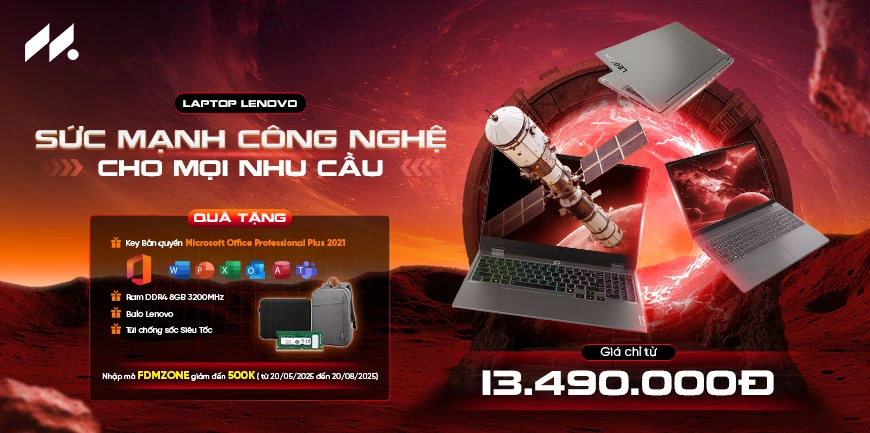 LAPTOP LENOVO
SỨC MẠNH CÔNG NGHỆ
CHO MỌI NHU CẦU
QUÀ TẶNG
Key Bản quyền Microsoft Office Professional Plus 2021
W P X O A T
Ram DDR4 8GB 3200MHz
Balo Lenovo
Túi chống sốc Siêu Tốc
Nhập mã FDMZONE giảm đến 500K ( từ 20/05/2025 đến 20/08/2025)
LEGION
Giá chỉ từ
13.490.000Đ